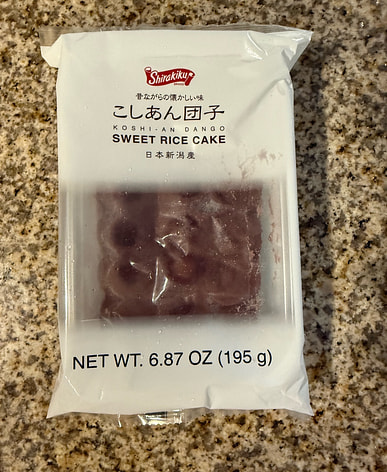 Shirakiku
昔ながらの懐かしい味
こしあん団子
KOSHI-AN DANGO
SWEET RICE CAKE
日本新潟産
NET WT. 6.87 OZ (195 g)